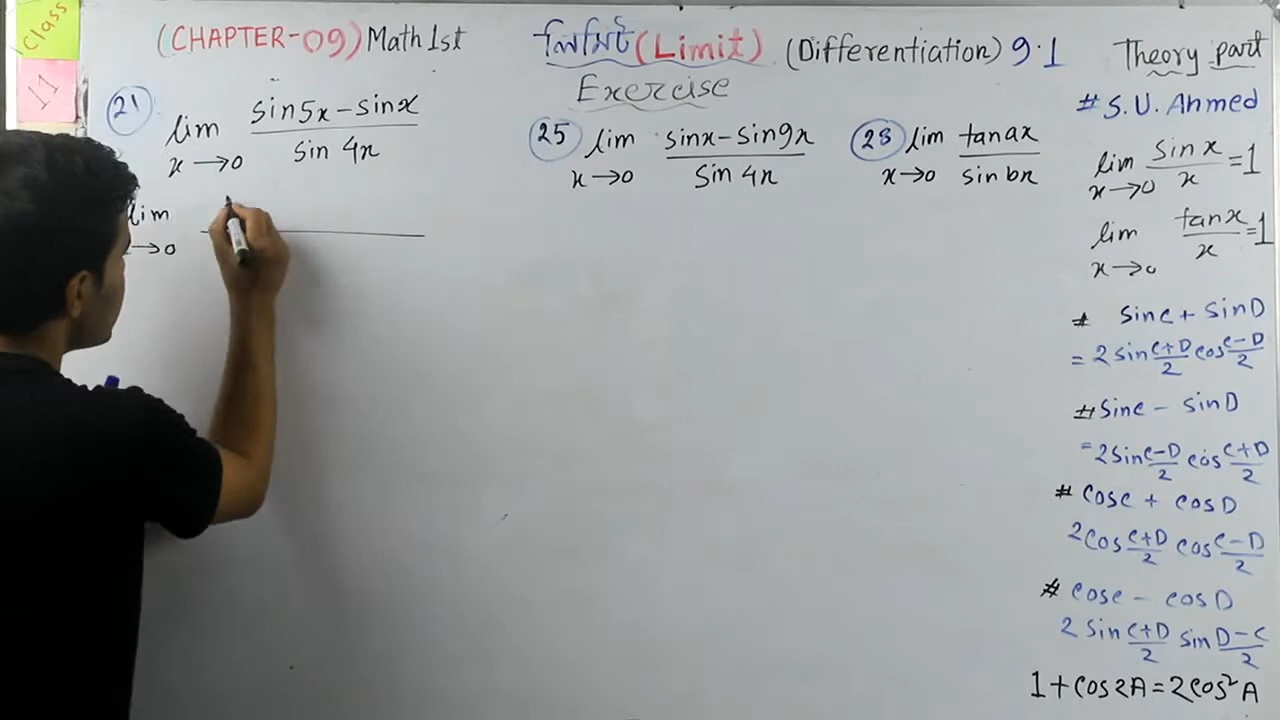 Class
11
(CHAPTER-09) Math 1st লিমিট (Limit) (Differentiation) 9.1
Exercise
Theory part
# S. U. Ahmed
21 lim x→0 (sin5x - sinx)/(sin 4x)
lim →0
25 lim x→0 (sinx - sin9x)/(sin 4x)
28 lim x→0 tanax/sinbx
lim x→0 sin x/x = 1
lim x→0 tanx/x = 1
# sinc + sinD
= 2 sin (C+D)/2 cos (C-D)/2
# sinc - sinD
= 2 sin (C-D)/2 cos (C+D)/2
# cosc + cosD
2 cos (C+D)/2 cos (C-D)/2
# cosc - cosD
2 sin (C+D)/2 sin (D-C)/2
1 + cos2A = 2cos² A